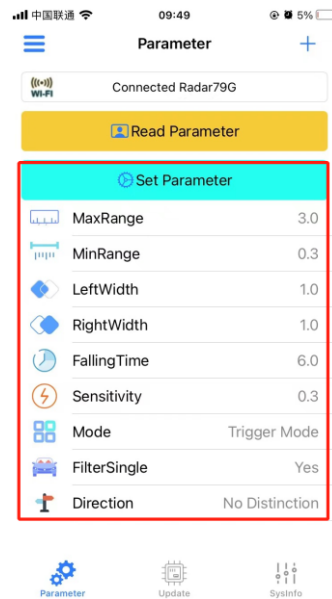 中国联通 09:49 5%
Parameter +
((•)) WI-FI Connected Radar79G
Read Parameter
Set Parameter
MaxRange 3.0
MinRange 0.3
LeftWidth 1.0
RightWidth 1.0
FallingTime 6.0
Sensitivity 0.3
Mode Trigger Mode
FilterSingle Yes
Direction No Distinction
Parameter Update SysInfo